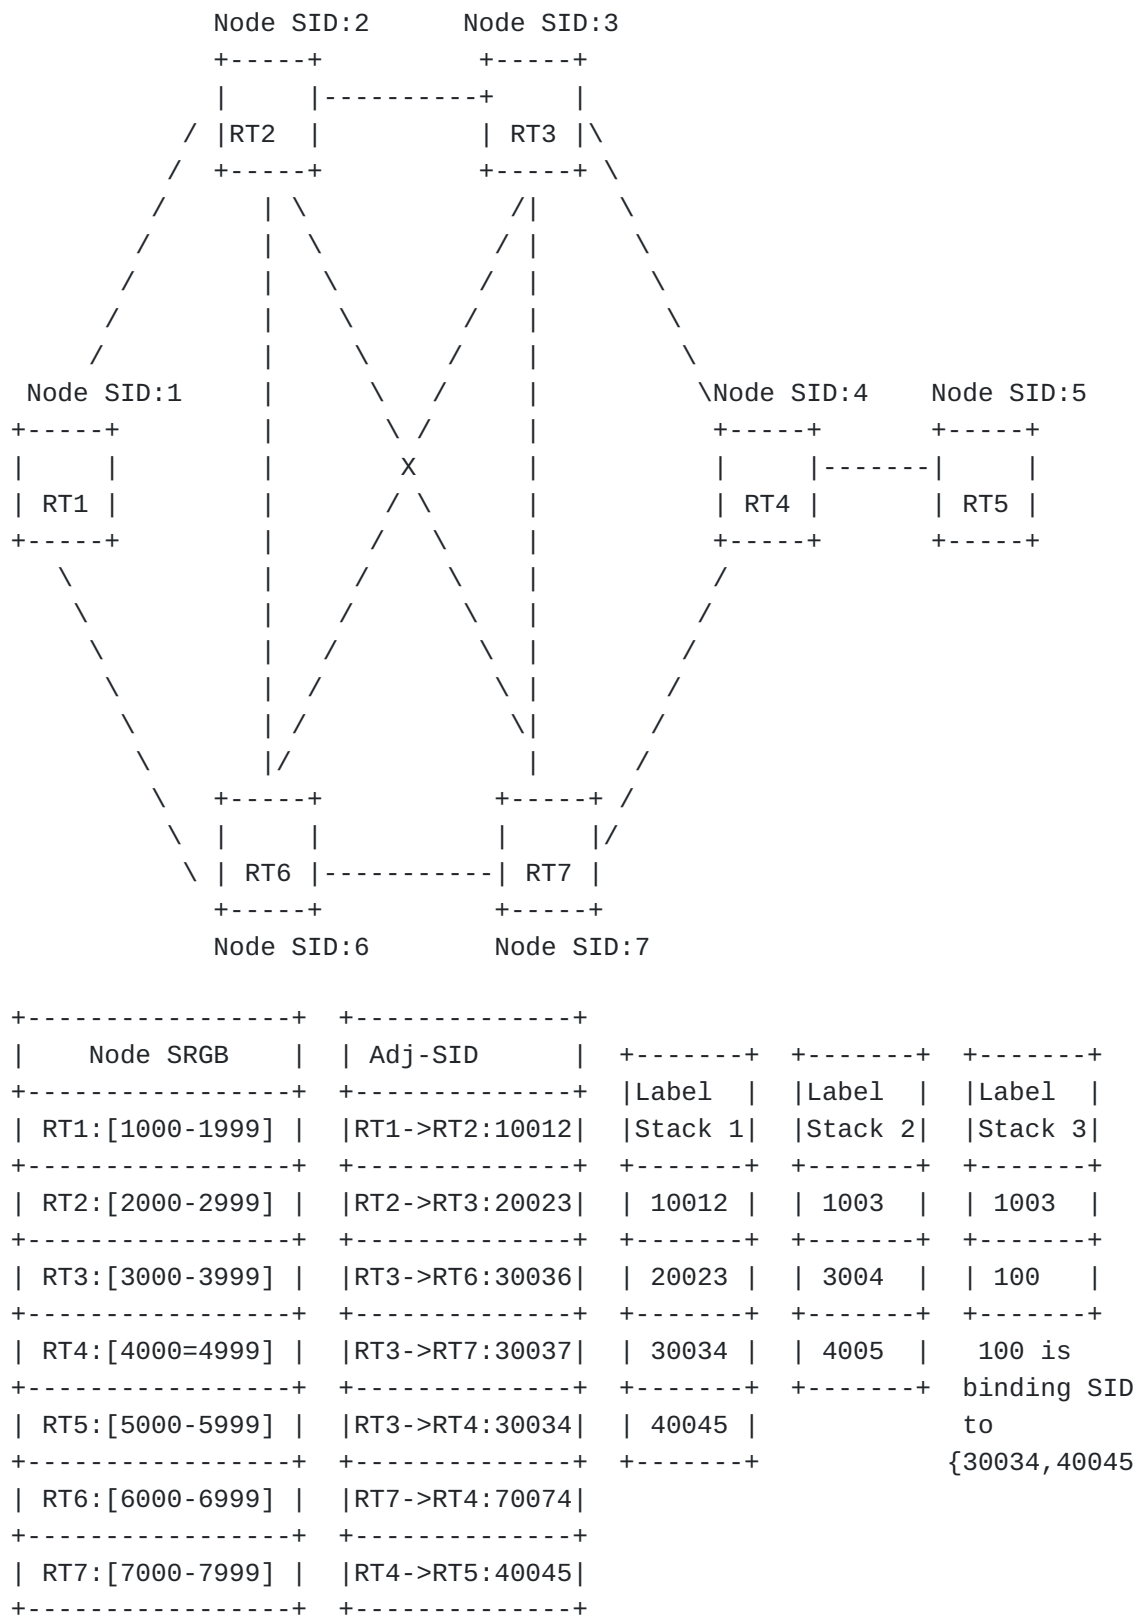 Node SID:2      Node SID:3
             +-----+          +-----+
             |     |----------+     |
           / |RT2  |          | RT3 |\
          /  +-----+          +-----+ \
         /      | \             /|     \
        /       |  \           / |      \
       /        |   \         /  |       \
      /         |    \       /   |        \
     /          |     \     /    |         \
 Node SID:1     |      \   /     |          \Node SID:4    Node SID:5
+-----+         |       \ /      |           +-----+       +-----+
|     |         |        X       |           |     |-------|     |
| RT1 |         |       / \      |           | RT4 |       | RT5 |
+-----+         |      /   \     |           +-----+       +-----+
   \            |     /     \    |           /
    \           |    /       \   |          /
     \          |   /         \  |         /
      \         |  /           \ |        /
       \        | /             \|       /
        \       |/               |      /
         \   +-----+           +-----+ /
          \  |     |           |     |/
           \ | RT6 |-----------| RT7 |
             +-----+           +-----+
             Node SID:6        Node SID:7
+-----------------+  +--------------+
|    Node SRGB    |  | Adj-SID      |  +-------+  +-------+  +-------+
+-----------------+  +--------------+  |Label  |  |Label  |  |Label  |
| RT1:[1000-1999] |  |RT1->RT2:10012|  |Stack 1|  |Stack 2|  |Stack 3|
+-----------------+  +--------------+  +-------+  +-------+  +-------+
| RT2:[2000-2999] |  |RT2->RT3:20023|  | 10012 |  | 1003  |  | 1003  |
+-----------------+  +--------------+  +-------+  +-------+  +-------+
| RT3:[3000-3999] |  |RT3->RT6:30036|  | 20023 |  | 3004  |  | 100   |
+-----------------+  +--------------+  +-------+  +-------+  +-------+
| RT4:[4000=4999] |  |RT3->RT7:30037|  | 30034 |  | 4005  |   100 is
+-----------------+  +--------------+  +-------+  +-------+  binding SID
| RT5:[5000-5999] |  |RT3->RT4:30034|  | 40045 |             to
+-----------------+  +--------------+  +-------+            {30034,40045
| RT6:[6000-6999] |  |RT7->RT4:70074|
+-----------------+  +--------------+
| RT7:[7000-7999] |  |RT4->RT5:40045|
+-----------------+  +--------------+